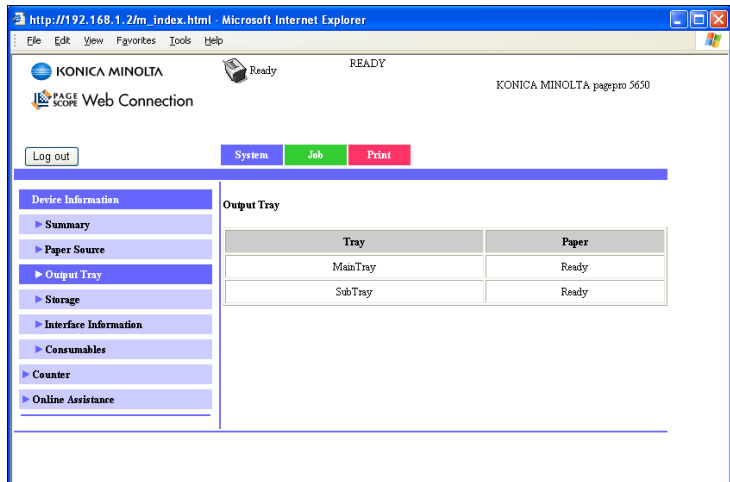 http://192.168.1.2/m_index.html - Microsoft Internet Explorer
File Edit View Favorites Tools Help
KONICA MINOLTA
Ready
READY
KONICA MINOLTA pagepro 5650
PAGE SCOPE Web Connection
Log out
System Job Print
Device Information
Summary
Paper Source
Output Tray
Storage
Interface Information
Consumables
Counter
Online Assistance
Output Tray
Tray Paper
MainTray Ready
SubTray Ready